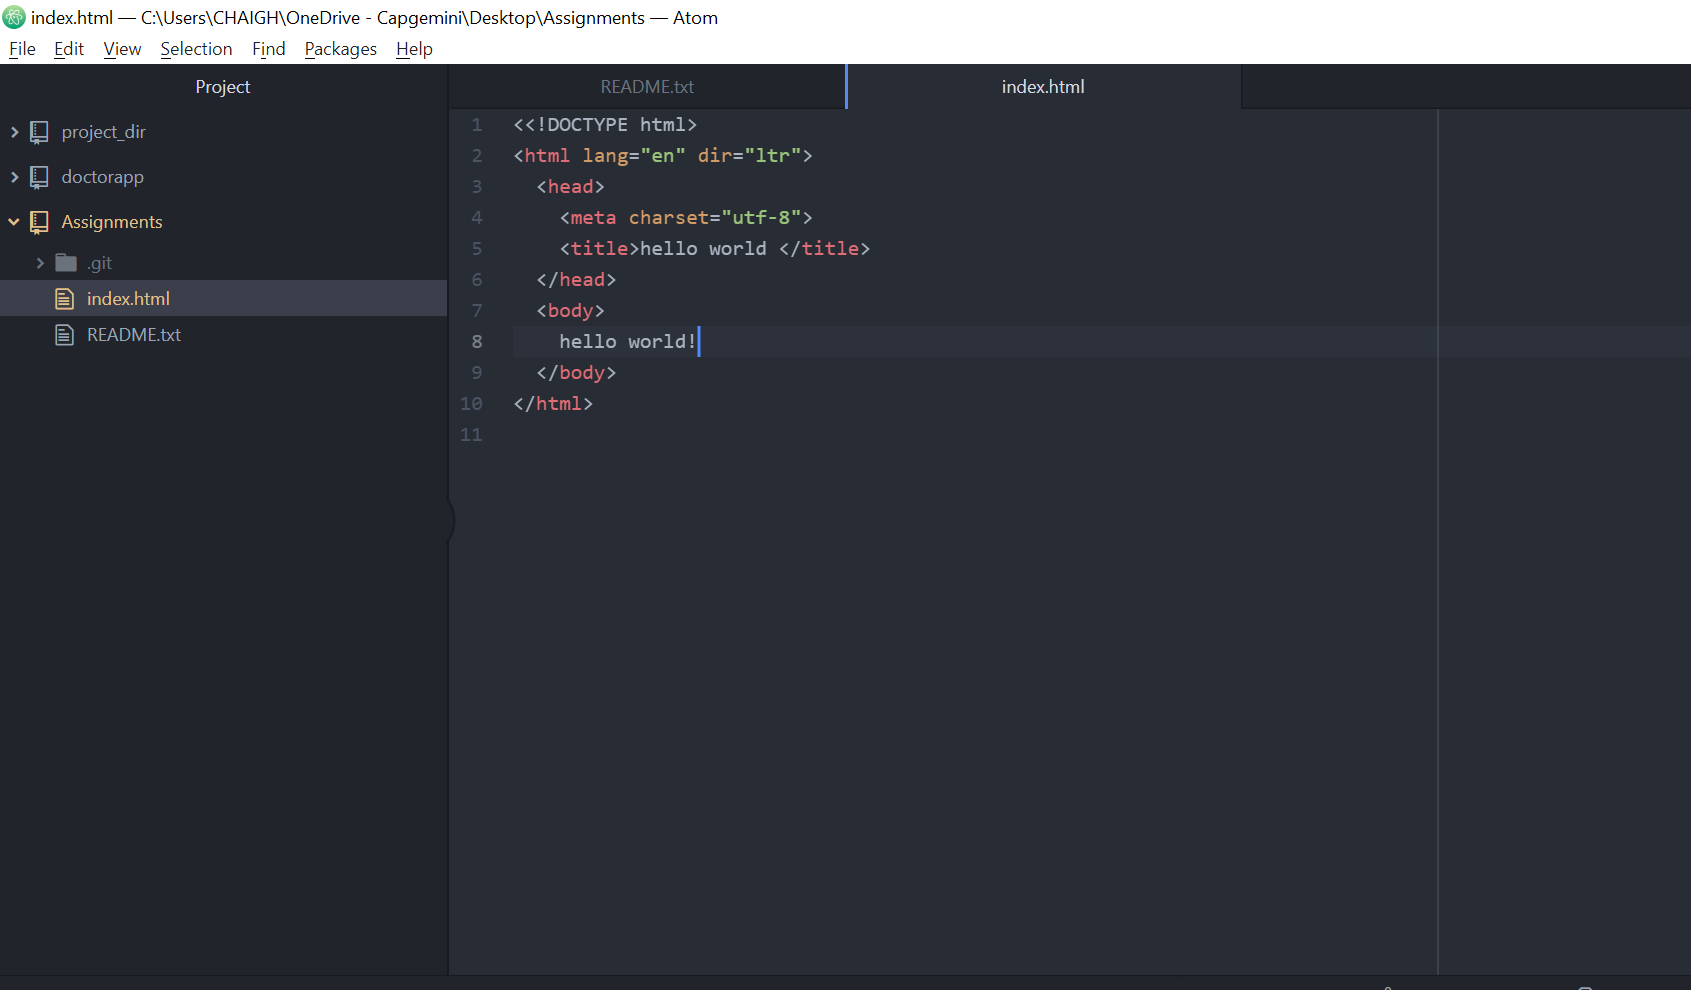 index.html — C:\Users\CHAIGH\OneDrive - Capgemini\Desktop\Assignments — Atom
File Edit View Selection Find Packages Help
Project
project_dir
doctorapp
Assignments
.git
index.html
README.txt
README.txt index.html
1 <<!DOCTYPE html>
2 <html lang="en" dir="ltr">
3   <head>
4     <meta charset="utf-8">
5     <title>hello world </title>
6   </head>
7   <body>
8     hello world!
9   </body>
10 </html>
11